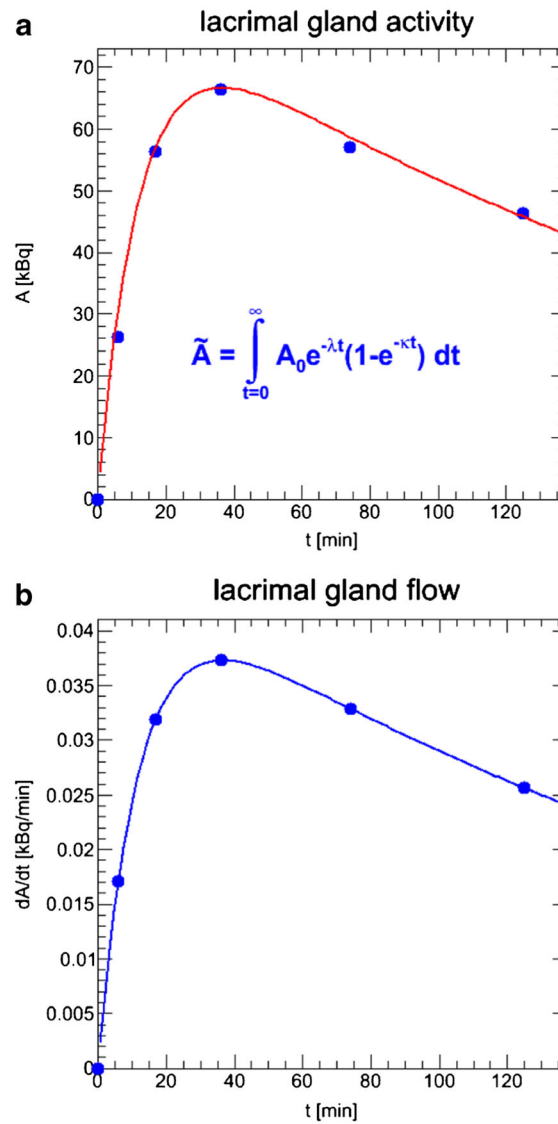 a
lacrimal gland activity
70
60
50
40
30
20
10
0
A [kBq]
Ã = ∫ t=0 ∞ A₀e^-λt(1-e^-κt) dt
0 20 40 60 80 100 120
t [min]
b
lacrimal gland flow
0.04
0.035
0.03
0.025
0.02
0.015
0.01
0.005
0
dA/dt [kBq/min]
0 20 40 60 80 100 120
t [min]